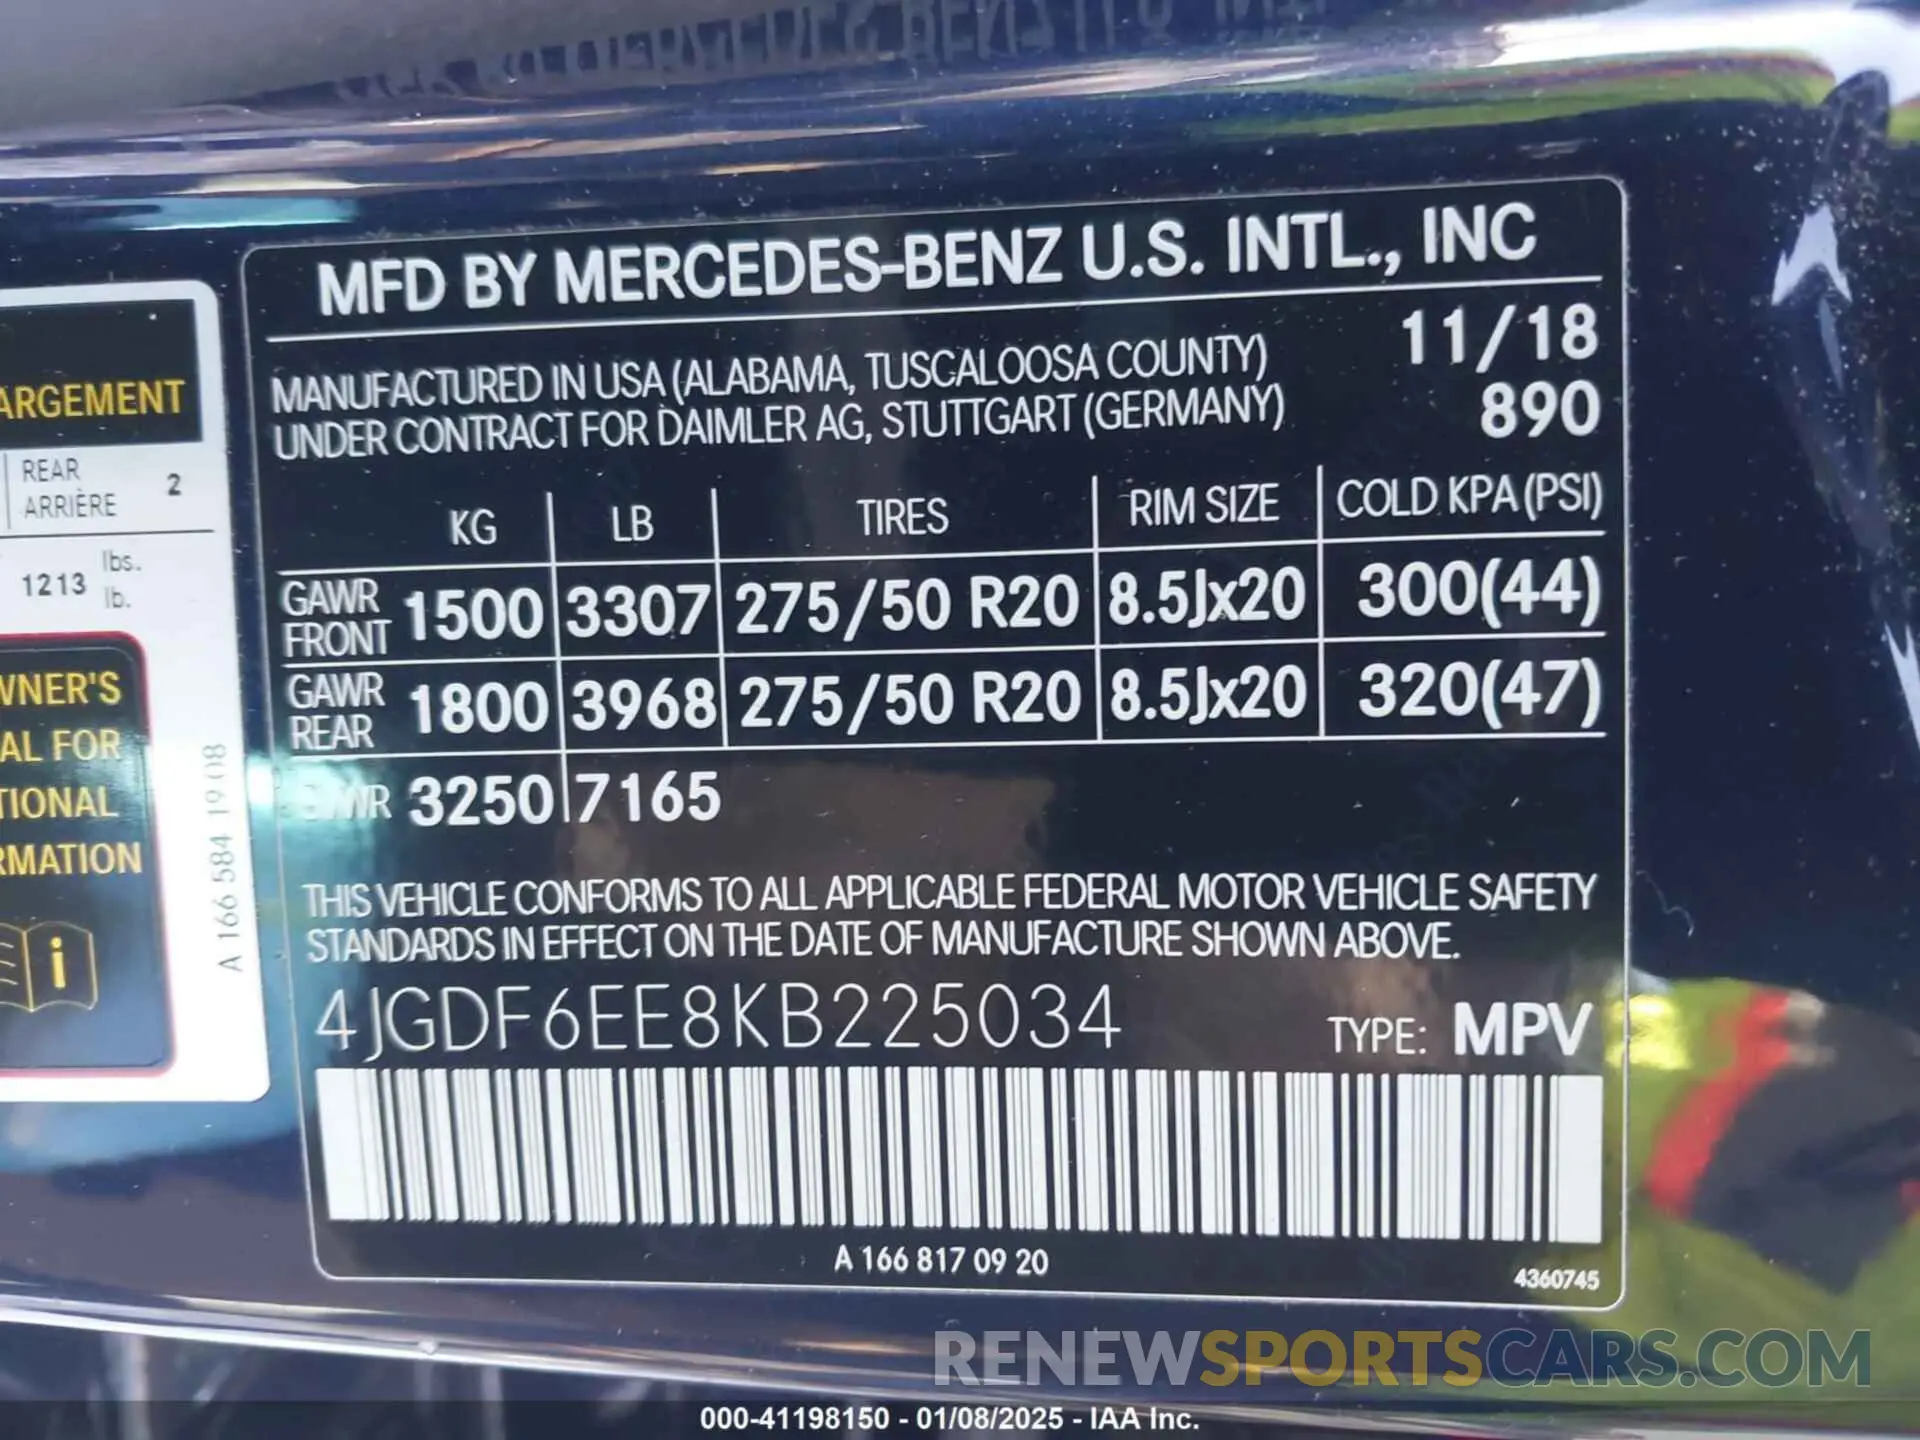 MFD BY MERCEDES-BENZ U.S. INTL., INC
MANUFACTURED IN USA (ALABAMA, TUSCALOOSA COUNTY) 11/18
UNDER CONTRACT FOR DAIMLER AG, STUTTGART (GERMANY) 890
KG LB TIRES RIM SIZE COLD KPA (PSI)
GAWR FRONT 1500 3307 275/50 R20 8.5Jx20 300(44)
GAWR REAR 1800 3968 275/50 R20 8.5Jx20 320(47)
3250 7165
THIS VEHICLE CONFORMS TO ALL APPLICABLE FEDERAL MOTOR VEHICLE SAFETY
STANDARDS IN EFFECT ON THE DATE OF MANUFACTURE SHOWN ABOVE.
4JGDF6EE8KB225034 TYPE: MPV
A 166 817 09 20
4360745
ARGEMENT
REAR
ARRIÈRE 2
1213 lbs.
lb.
WNER'S
AL FOR
TIONAL
RMATION
i
A 166 584 19 08
RENEWSPORTSCARS.COM
000-41198150 - 01/08/2025 - IAA Inc.